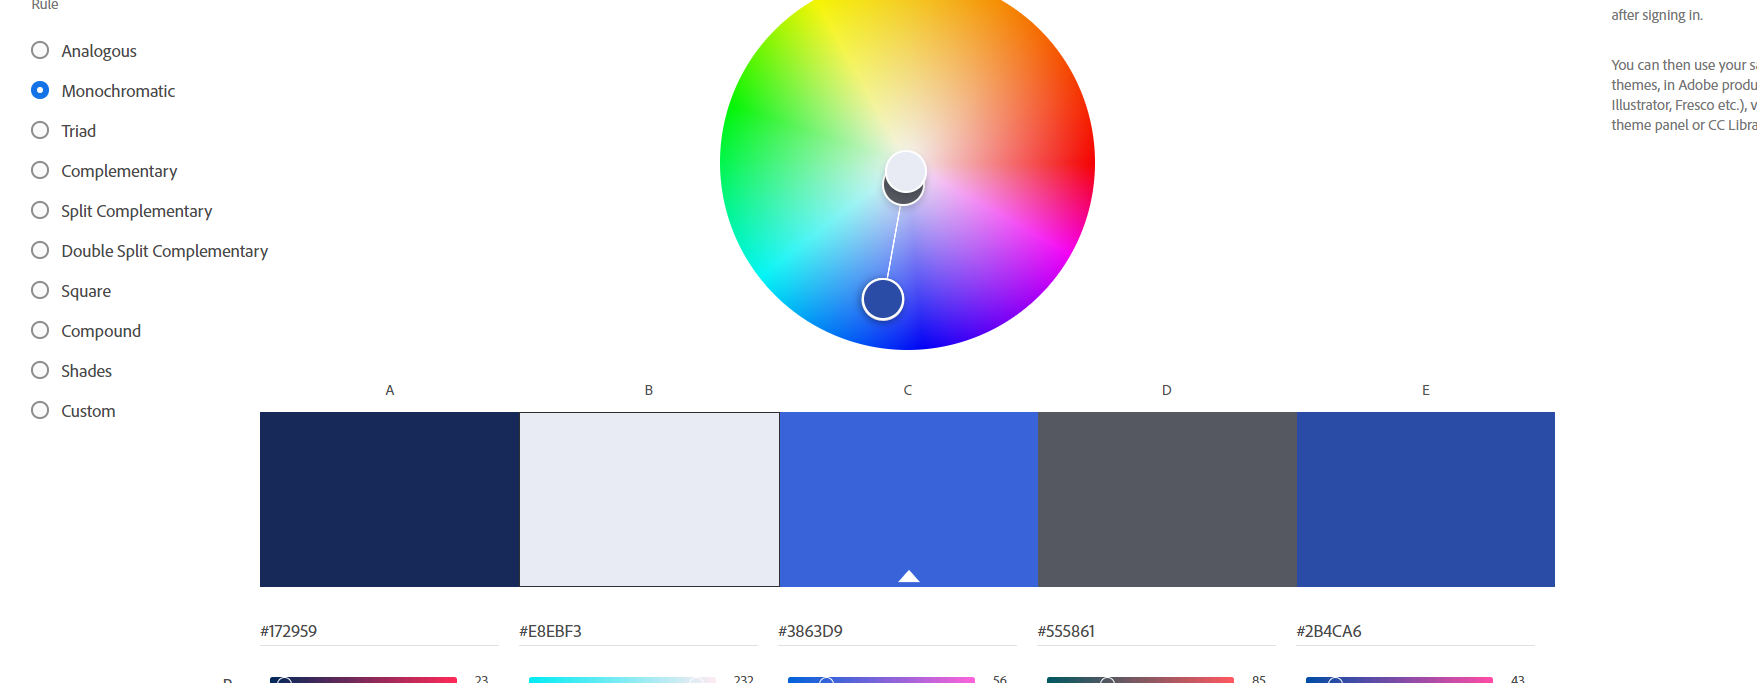 Rule
Analogous
Monochromatic
Triad
Complementary
Split Complementary
Double Split Complementary
Square
Compound
Shades
Custom
after signing in.
You can then use your
themes, in Adobe
Illustrator, Fresco etc.),
theme panel or CC
A B C D E
#172959 #E8EBF3 #3863D9 #555861 #2B4CA6
23 232 56 85 43